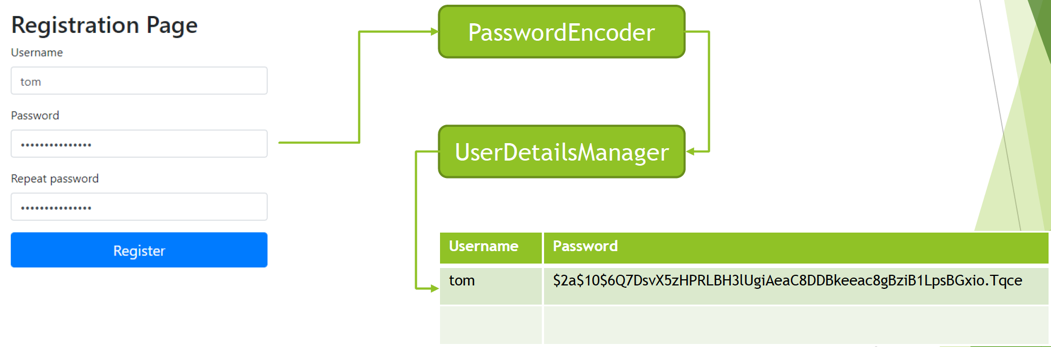 Registration Page
Username
tom
Password
•••••••••••••••
Repeat password
•••••••••••••••
Register
PasswordEncoder
UserDetailsManager
Username Password
tom $2a$10$6Q7DsvX5zHPRLBH3lUgiAeaC8DDBkeeac8gBziB1LpsBGxio.Tqce